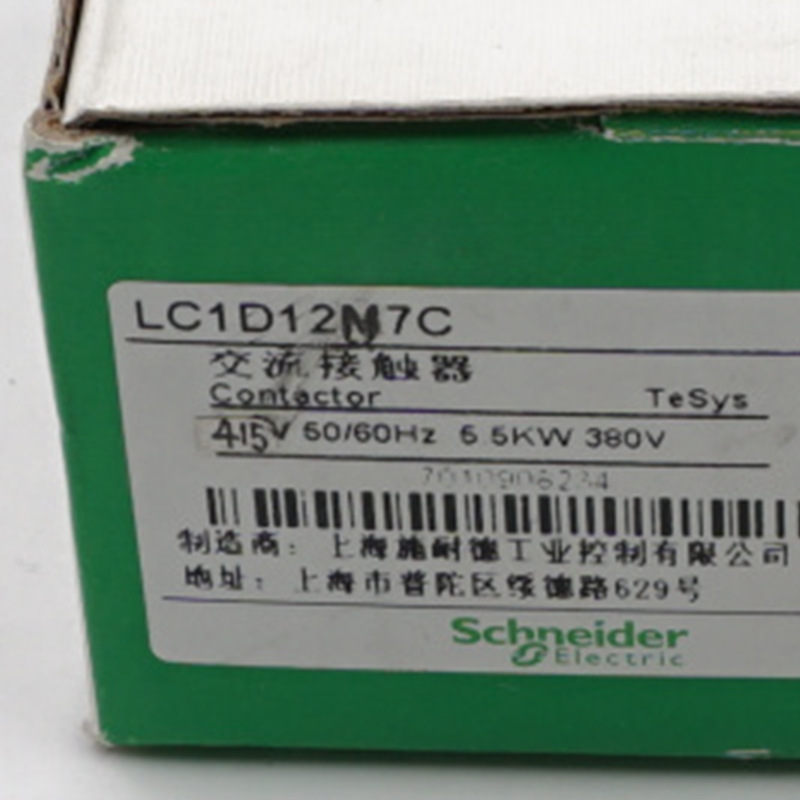 LC1D12N7C
交流接触器
Contactor TeSys
415V 50/60Hz 5.5KW 380V
制造商：上海施耐德工业控制有限公司
地址：上海市普陀区绥德路629号
Schneider
Electric